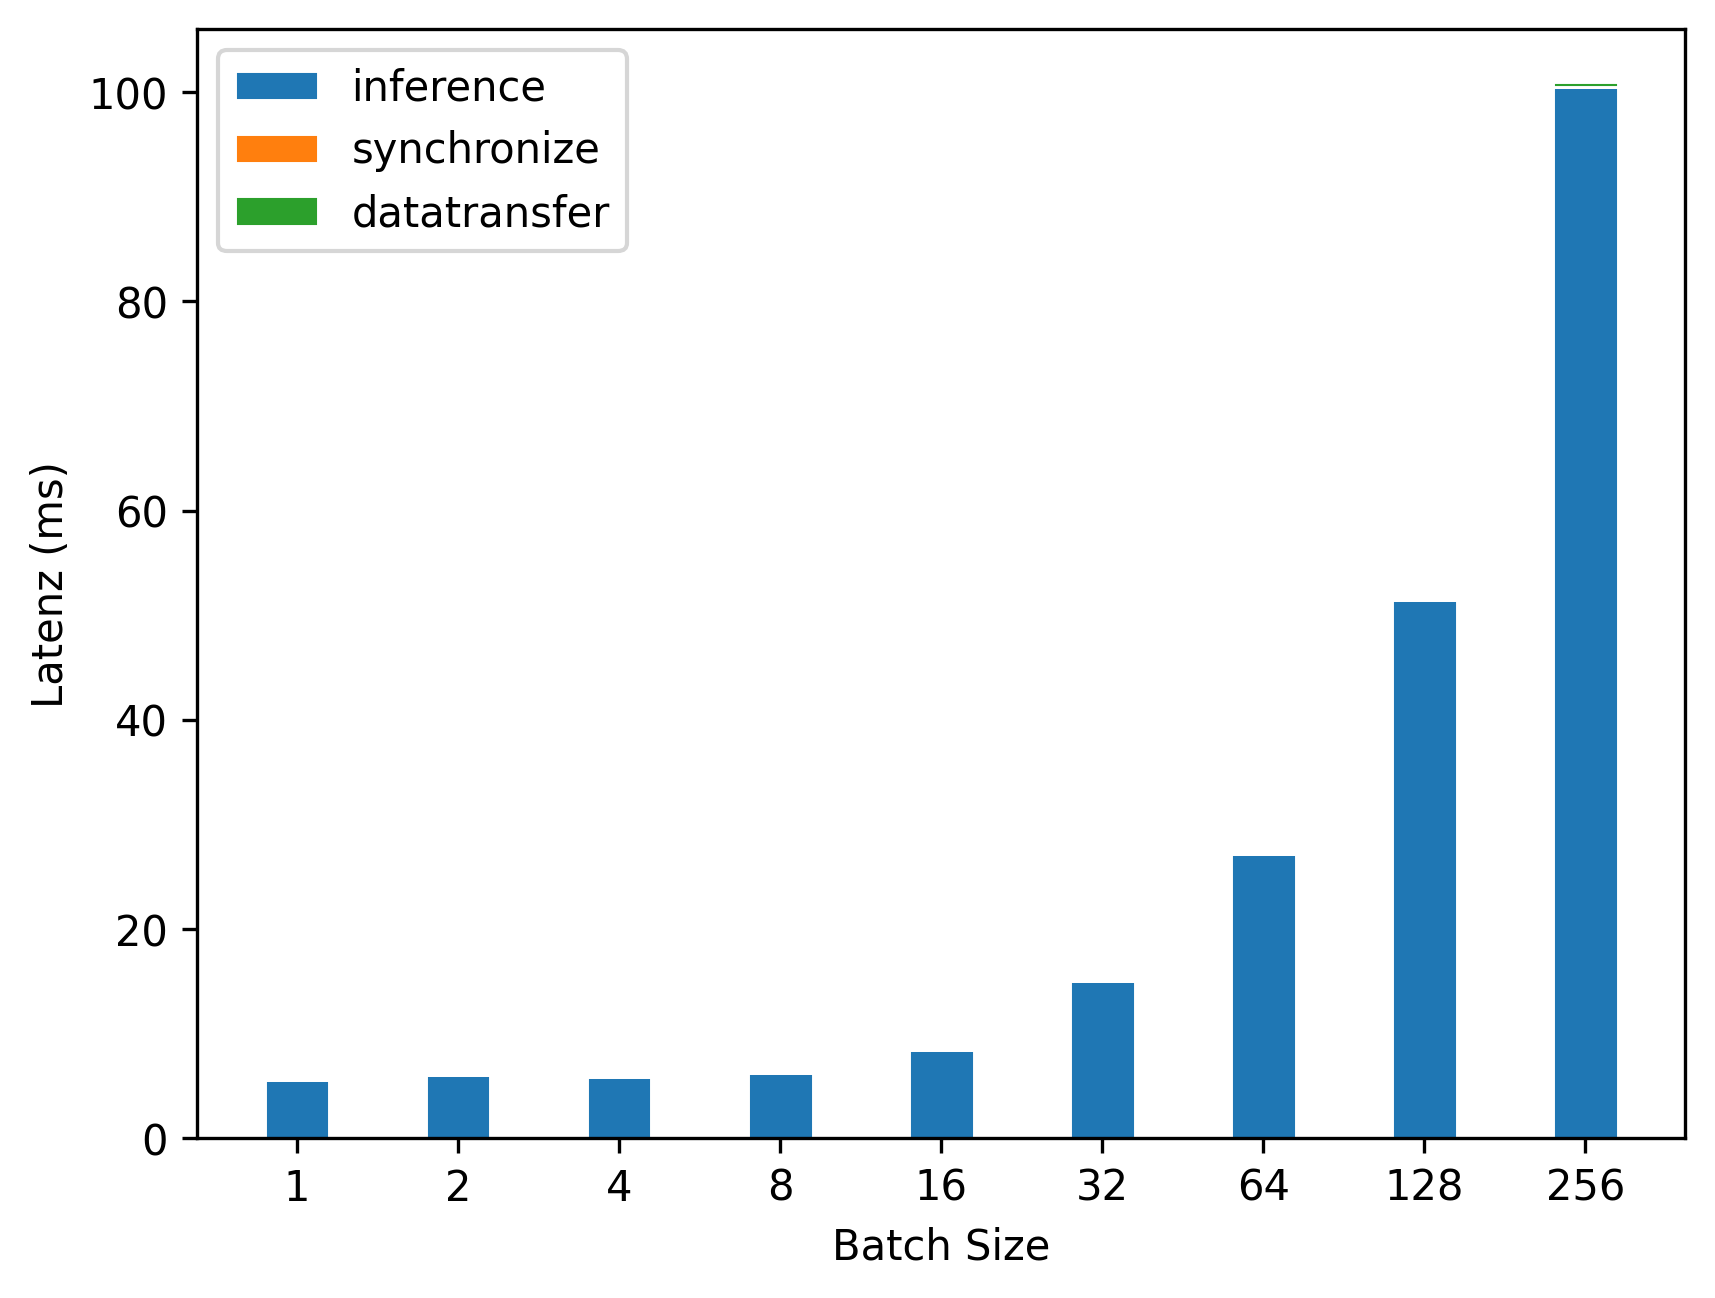 inference
synchronize
datatransfer
100
80
60
40
20
0
Latenz (ms)
1 2 4 8 16 32 64 128 256
Batch Size